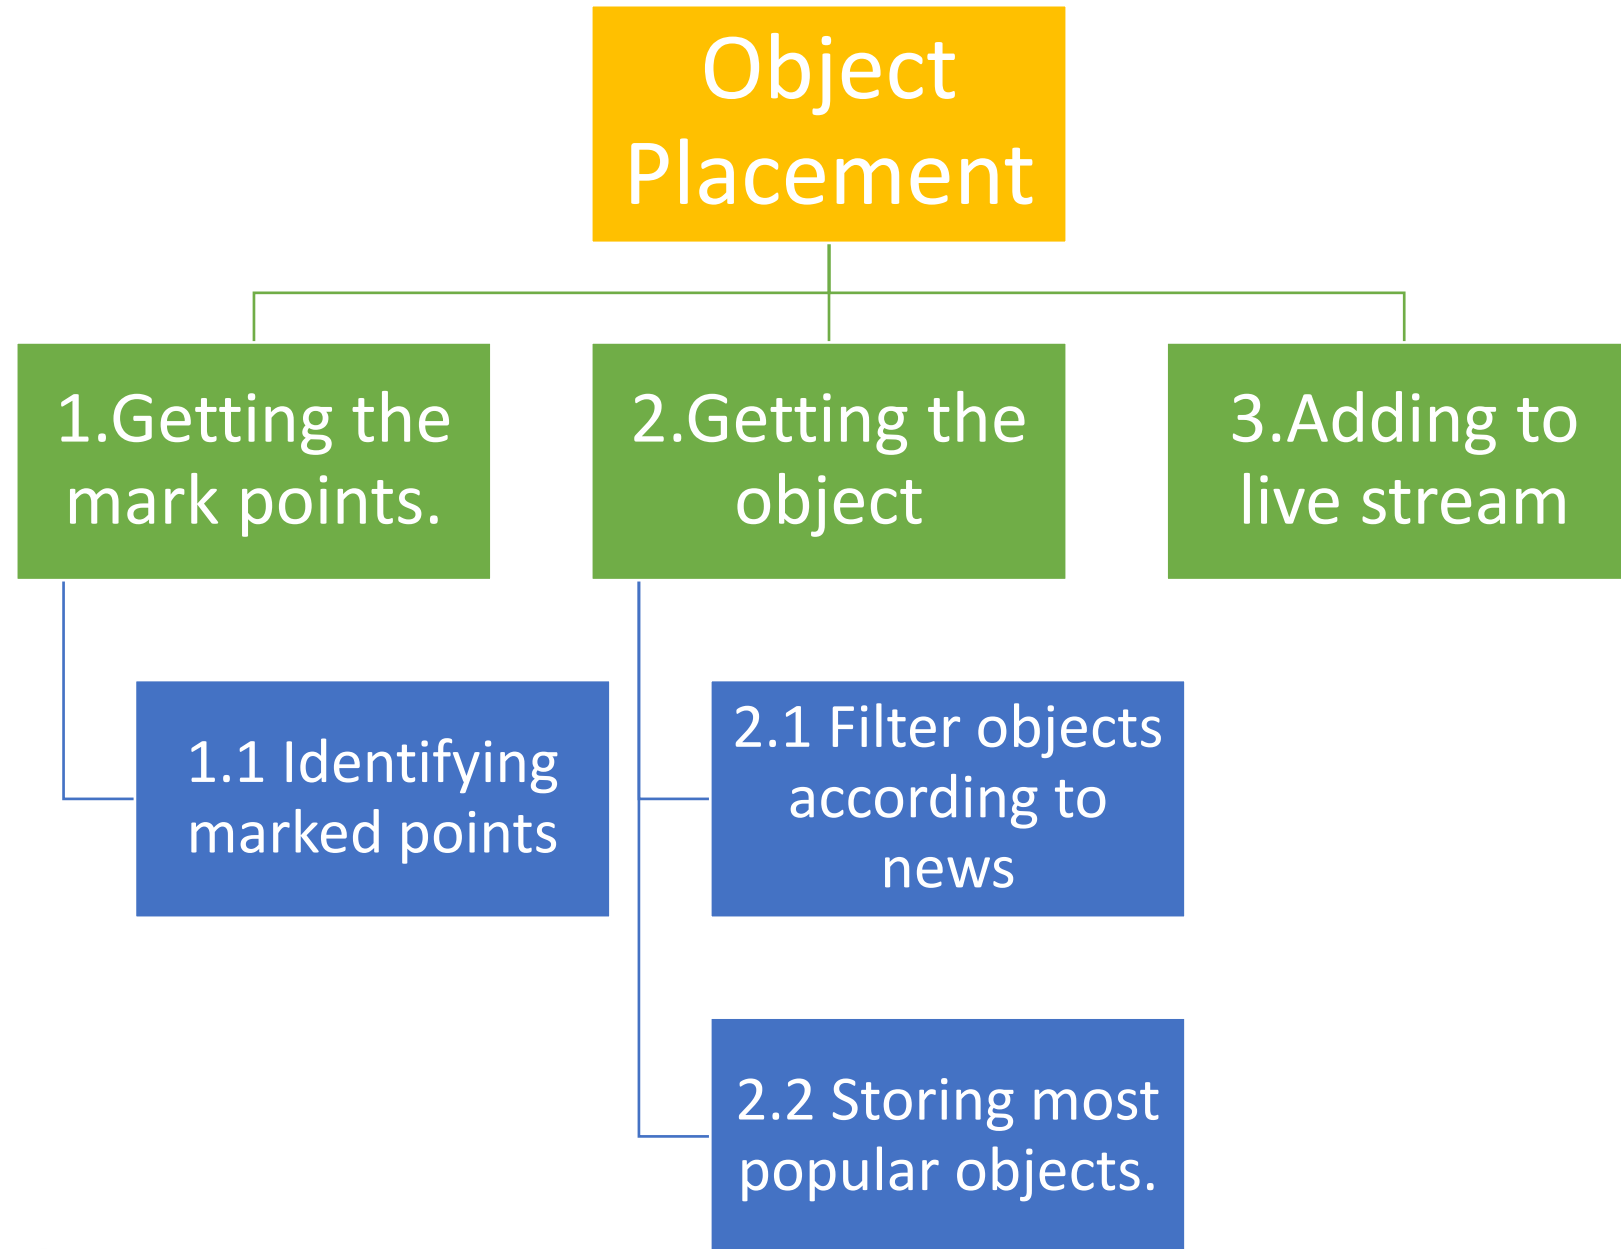 Object
Placement
1.Getting the
mark points.
2.Getting the
object
3.Adding to
live stream
1.1 Identifying
marked points
2.1 Filter objects
according to
news
2.2 Storing most
popular objects.